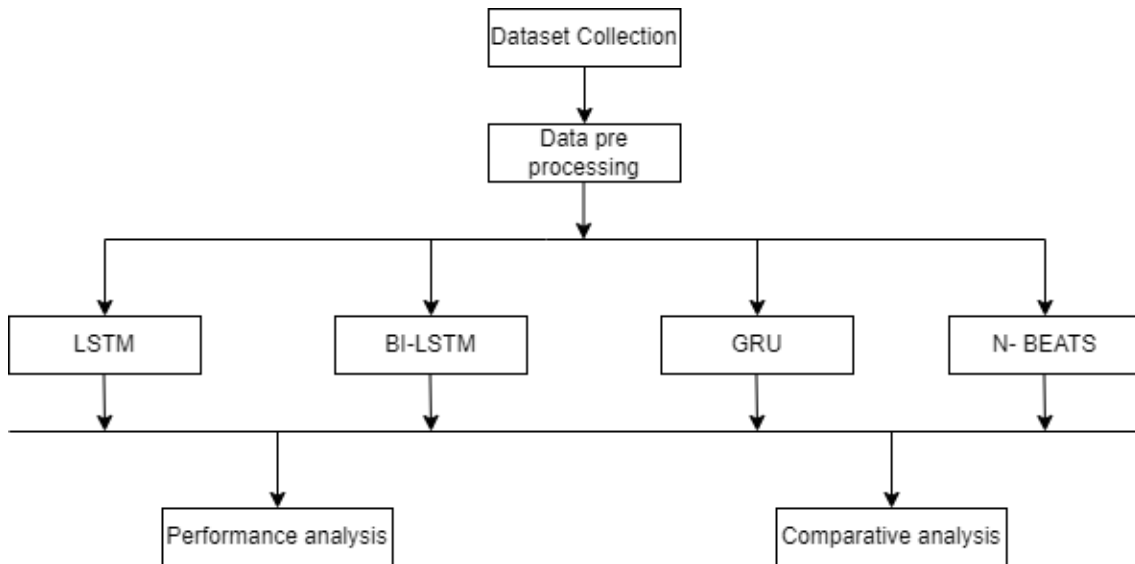 Dataset Collection
Data pre
processing
LSTM
BI-LSTM
GRU
N- BEATS
Performance analysis
Comparative analysis